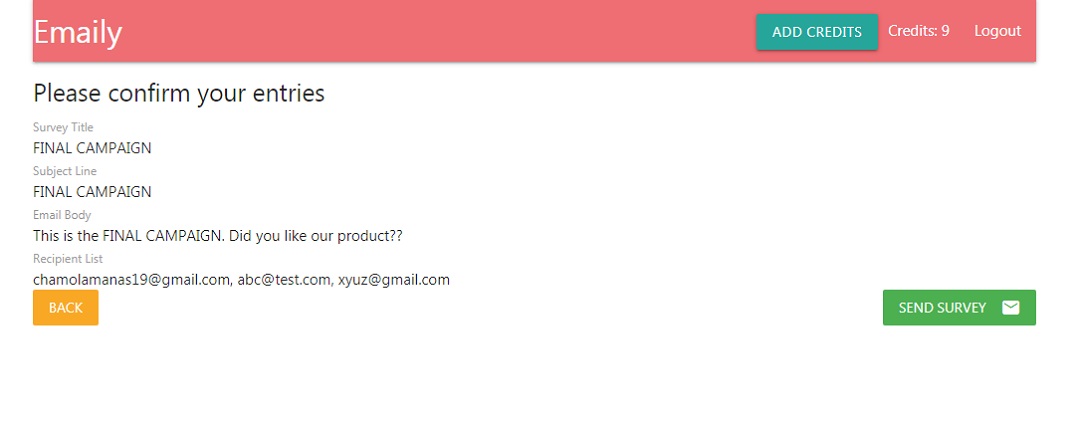 Emaily
ADD CREDITS Credits: 9 Logout
Please confirm your entries
Survey Title
FINAL CAMPAIGN
Subject Line
FINAL CAMPAIGN
Email Body
This is the FINAL CAMPAIGN. Did you like our product??
Recipient List
chamolamanas19@gmail.com, abc@test.com, xyuz@gmail.com
BACK
SEND SURVEY